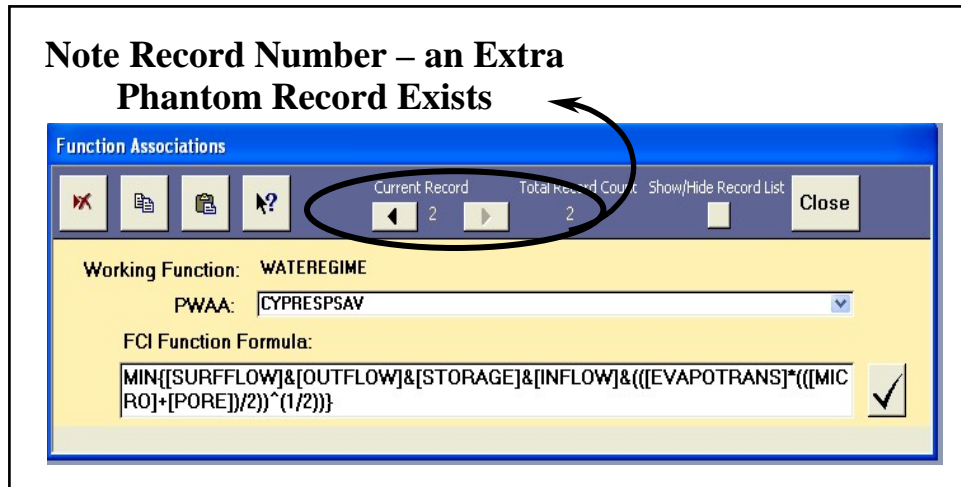 Note Record Number – an Extra
Phantom Record Exists
Function Associations
Current Record Total Record Count Show/Hide Record List
2 2 Close
Working Function: WATEREGIME
PWAA: CYPRESPSAV
FCI Function Formula:
MIN{[SURFFLOW]&[OUTFLOW]&[STORAGE]&[INFLOW]&(([EVAPOTRANS]*(([MIC
RO]+[PORE])/2))^(1/2))}